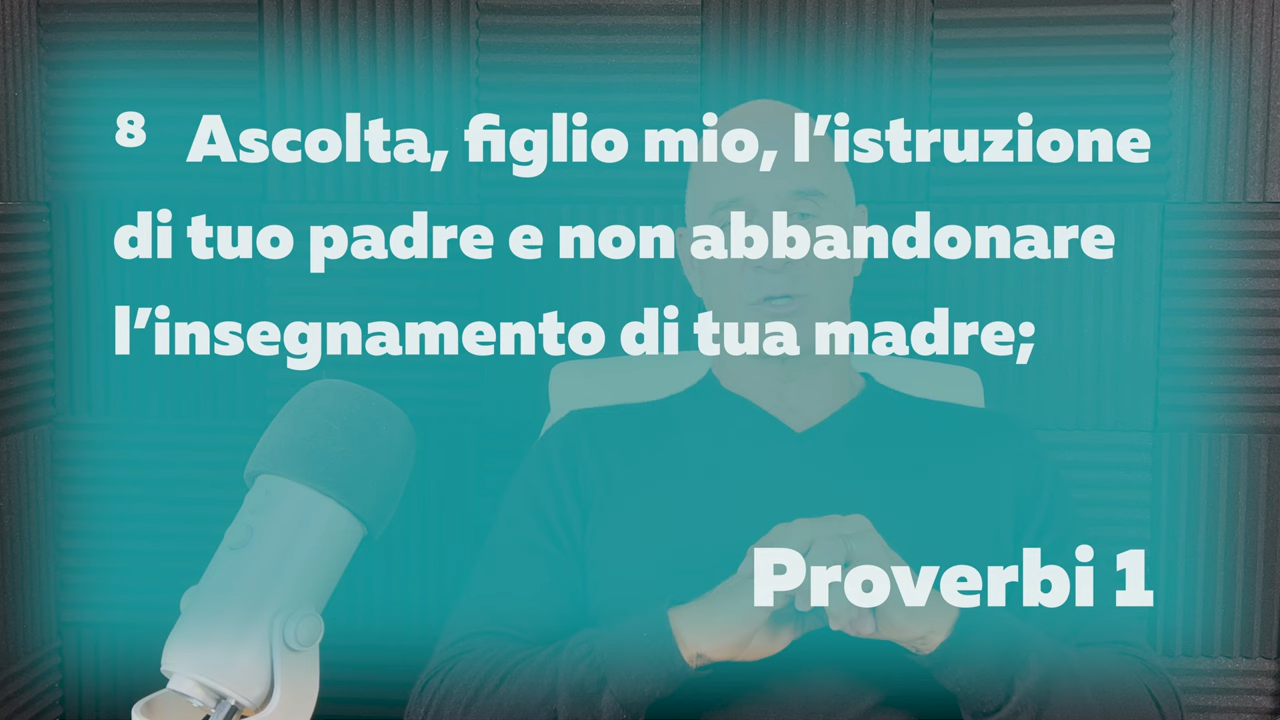 ⁸ Ascolta, figlio mio, l’istruzione
di tuo padre e non abbandonare
l’insegnamento di tua madre;
Proverbi 1